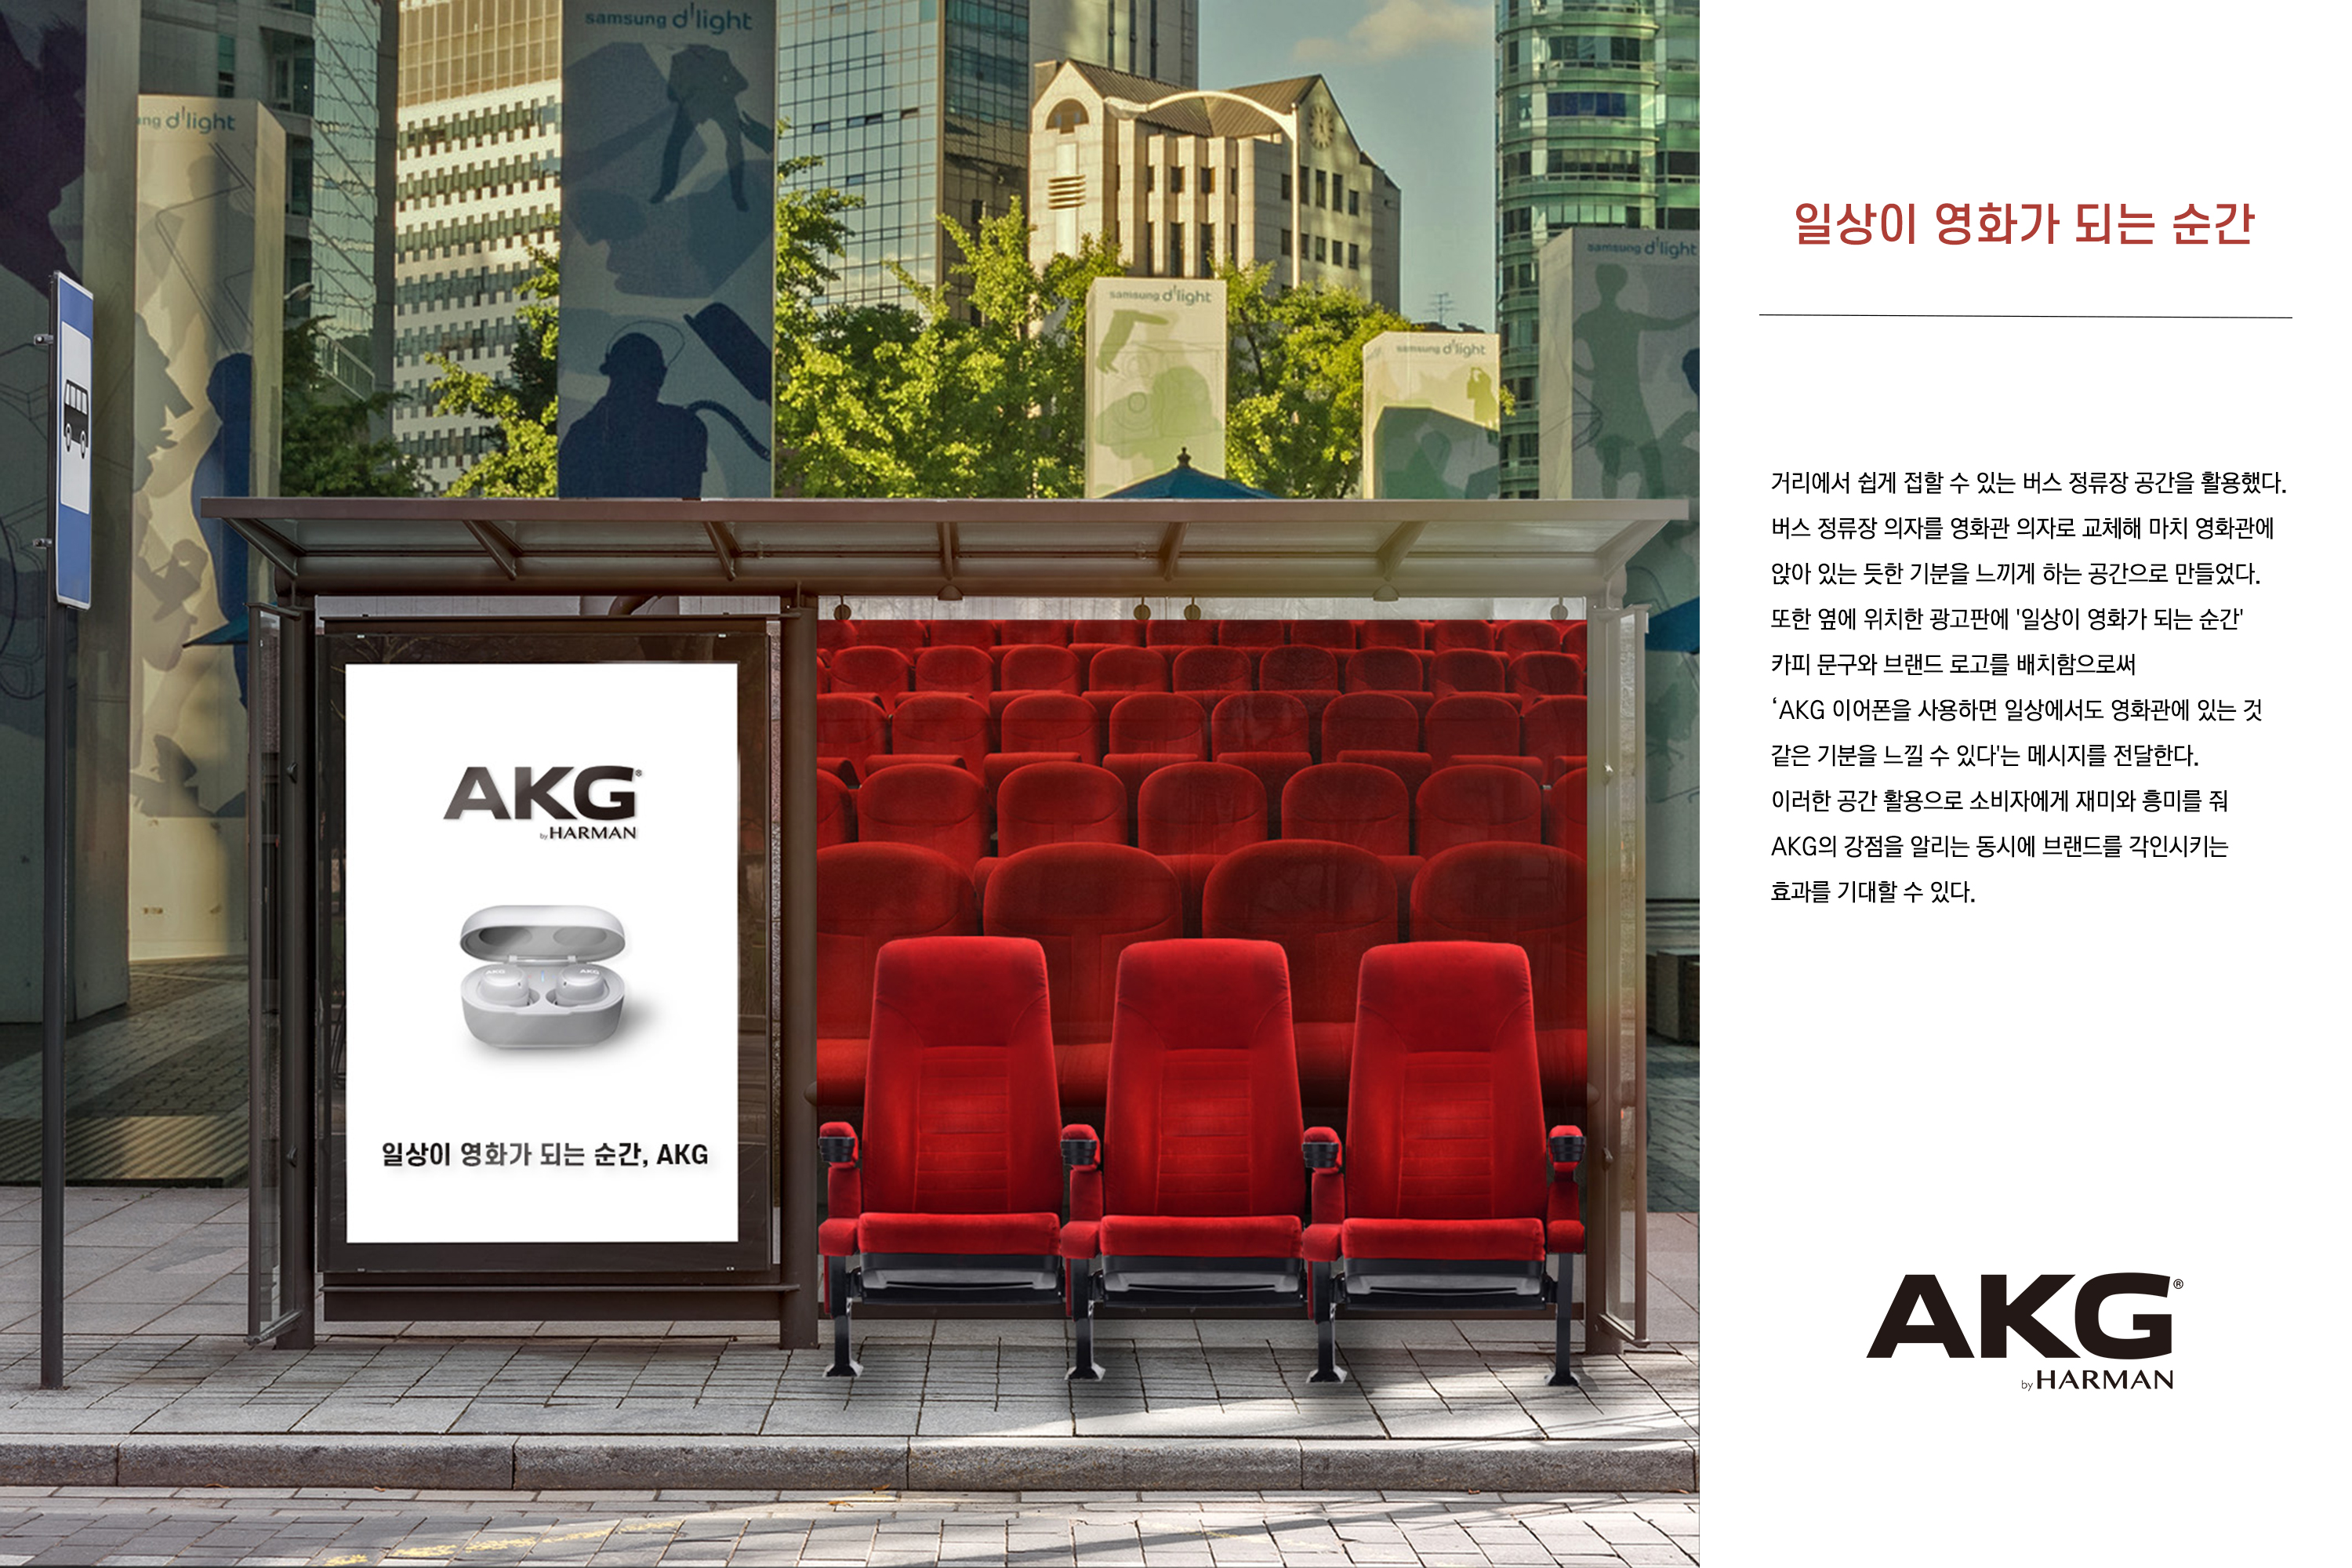 samsung d'light
ng d'light
samsung d'light
samsung d'light
samsung d'light
AKG®
by HARMAN
AKG AKG
일상이 영화가 되는 순간, AKG
일상이 영화가 되는 순간
거리에서 쉽게 접할 수 있는 버스 정류장 공간을 활용했다.
버스 정류장 의자를 영화관 의자로 교체해 마치 영화관에
앉아 있는 듯한 기분을 느끼게 하는 공간으로 만들었다.
또한 옆에 위치한 광고판에 '일상이 영화가 되는 순간'
카피 문구와 브랜드 로고를 배치함으로써
‘AKG 이어폰을 사용하면 일상에서도 영화관에 있는 것
같은 기분을 느낄 수 있다'는 메시지를 전달한다.
이러한 공간 활용으로 소비자에게 재미와 흥미를 줘
AKG의 강점을 알리는 동시에 브랜드를 각인시키는
효과를 기대할 수 있다.
AKG®
by HARMAN